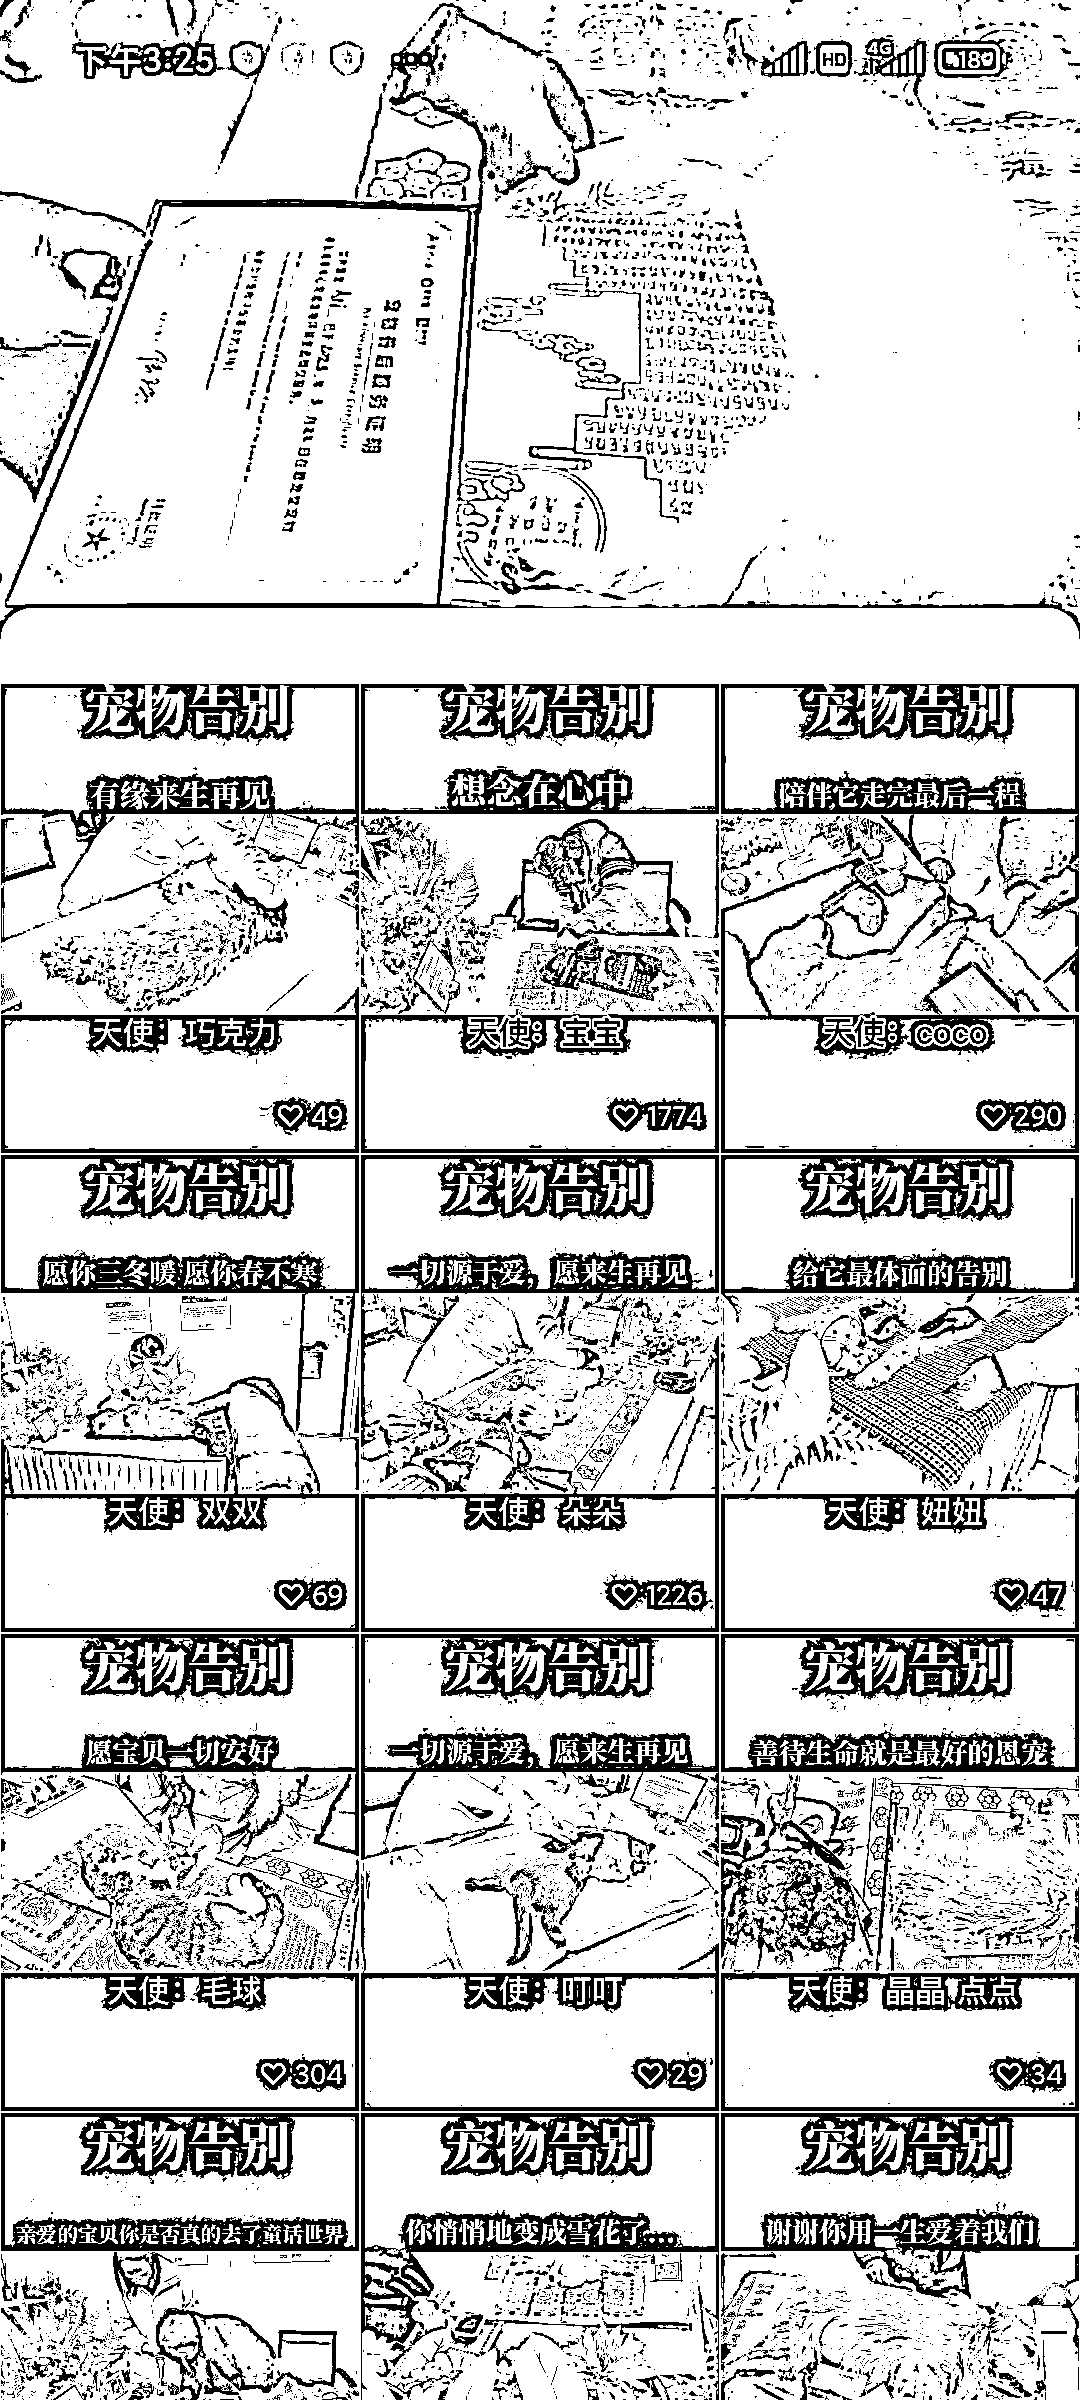 下午3:25
HD 4G 18
宠物告别 宠物告别 宠物告别
有缘来生再见 想念在心中 陪伴它走完最后一程
天使：巧克力 天使：宝宝 天使：coco
49 1774 290
宠物告别 宠物告别 宠物告别
愿你三冬暖 愿你春不寒 一切源于爱，愿来生再见 给它最体面的告别
天使：双双 天使：朵朵 天使：妞妞
69 1226 47
宠物告别 宠物告别 宠物告别
愿宝贝一切安好 一切源于爱，愿来生再见 善待生命就是最好的恩宠
天使：毛球 天使：叮叮 天使：晶晶 点点
304 29 34
宠物告别 宠物告别 宠物告别
亲爱的宝贝你是否真的去了童话世界 你悄悄地变成雪花了... 谢谢你用一生爱着我们